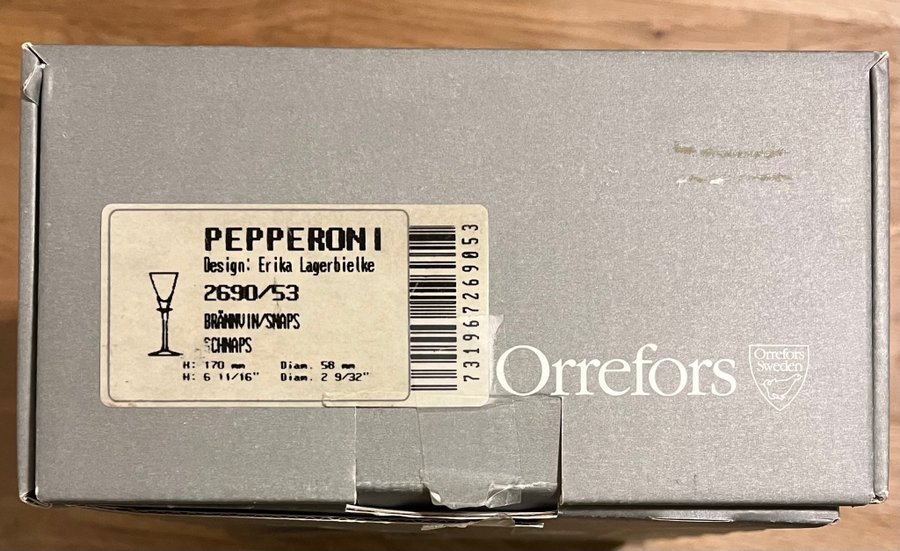 PEPPERONI
Design: Erika Lagerbielke
2690/53
BRÄNNVIN/SNAPS
SCHNAPS
H: 170 mm Diam. 58 mm
H: 6 11/16" Diam. 2 9/32"
731967269053
Orrefors
Orrefors
Sweden